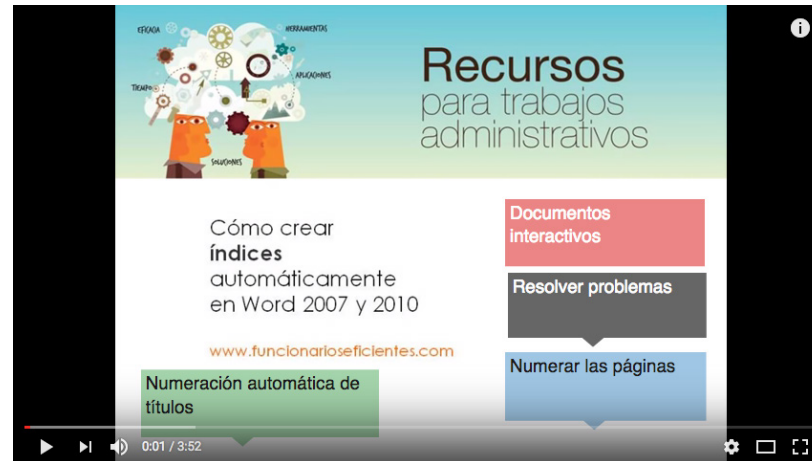 EFICACIA
HERRAMIENTAS
TIEMPO
APLICACIONES
SOLUCIONES
Recursos
para trabajos
administrativos
Cómo crear
índices
automáticamente
en Word 2007 y 2010
www.funcionarioseficientes.com
Documentos
interactivos
Resolver problemas
Numerar las páginas
Numeración automática de
títulos
0:01 / 3:52